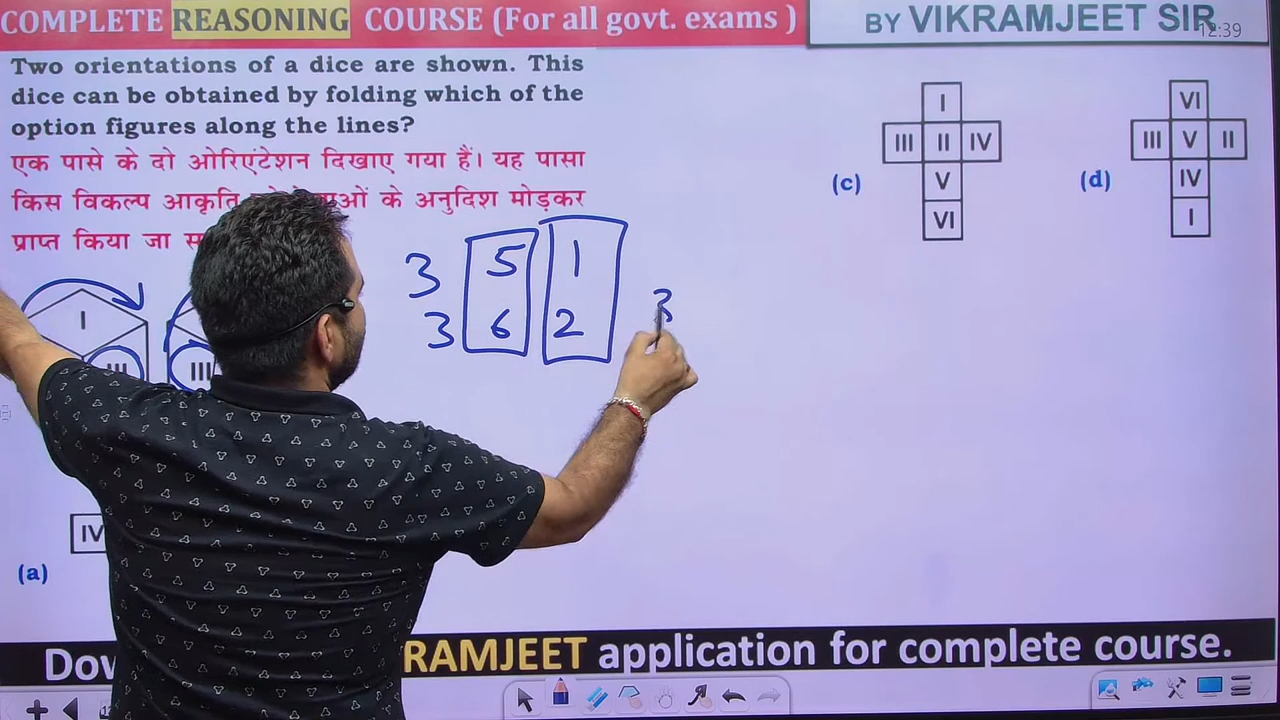 COMPLETE REASONING COURSE (For all govt. exams )
BY VIKRAMJEET SIR
12:39
Two orientations of a dice are shown. This
dice can be obtained by folding which of the
option figures along the lines?
एक पासे के दो ओरिएंटेशन दिखाए गया हैं। यह पासा
किस विकल्प आकृति के अनुदिश मोड़कर
प्राप्त किया जा
I
III
III
3 5 1
3 6 2
3
IV
(a)
(c)
I
III II IV
V
VI
(d)
VI
III V II
IV
I
RAMJEET application for complete course.